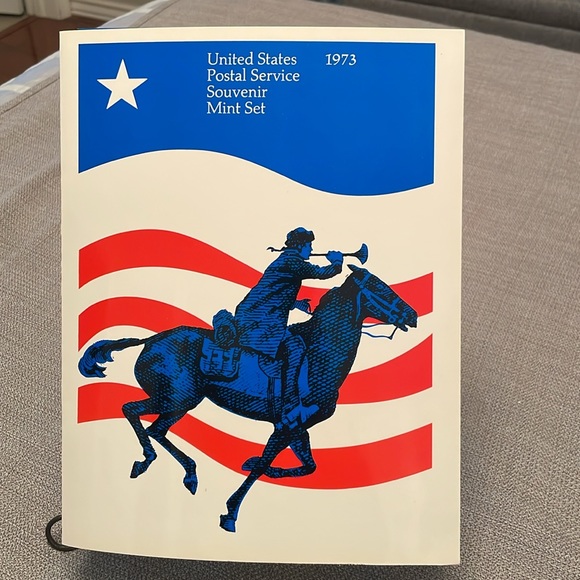 United States 1973
Postal Service
Souvenir
Mint Set